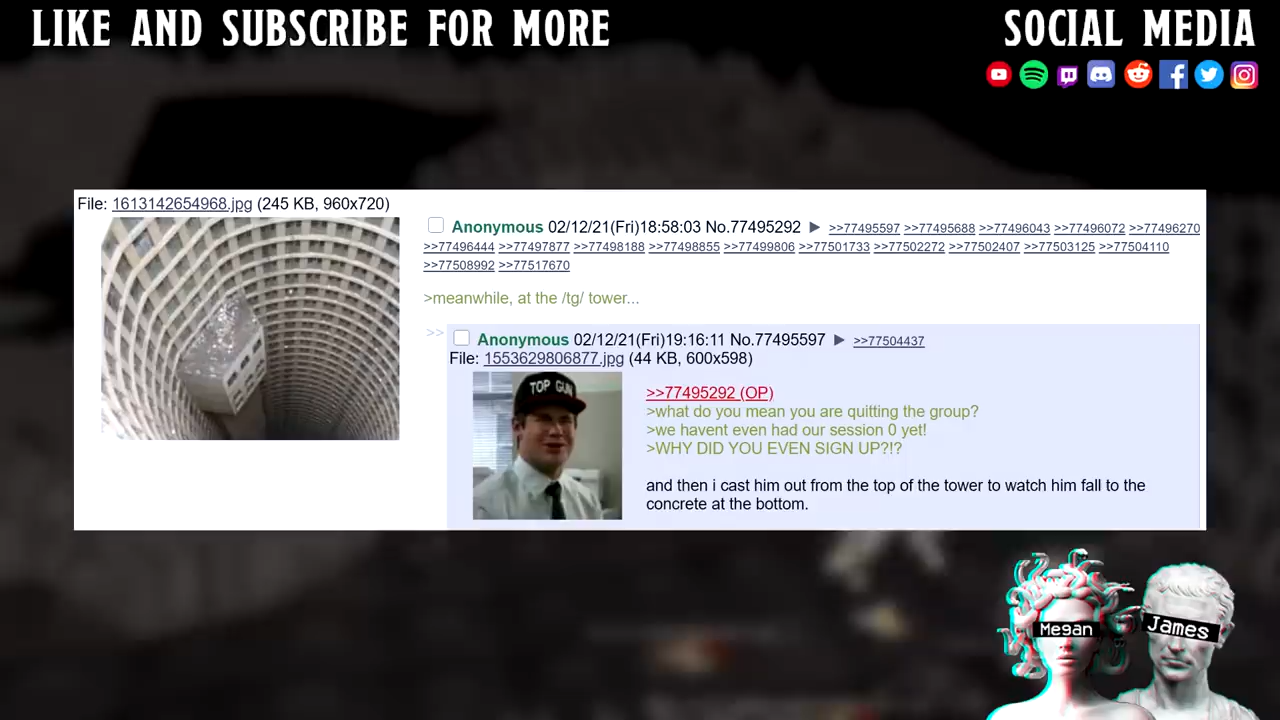 LIKE AND SUBSCRIBE FOR MORE
SOCIAL MEDIA
File: 1613142654968.jpg (245 KB, 960x720)
Anonymous 02/12/21(Fri)18:58:03 No.77495292 ▶ >>77495597 >>77495688 >>77496043 >>77496072 >>77496270
>>77496444 >>77497877 >>77498188 >>77498855 >>77499806 >>77501733 >>77502272 >>77502407 >>77503125 >>77504110
>>77508992 >>77517670
>meanwhile, at the /tg/ tower...
>> Anonymous 02/12/21(Fri)19:16:11 No.77495597 ▶ >>77504437
File: 1553629806877.jpg (44 KB, 600x598)
TOP GUN
>>77495292 (OP)
>what do you mean you are quitting the group?
>we havent even had our session 0 yet!
>WHY DID YOU EVEN SIGN UP?!?
and then i cast him out from the top of the tower to watch him fall to the
concrete at the bottom.
Megan
James